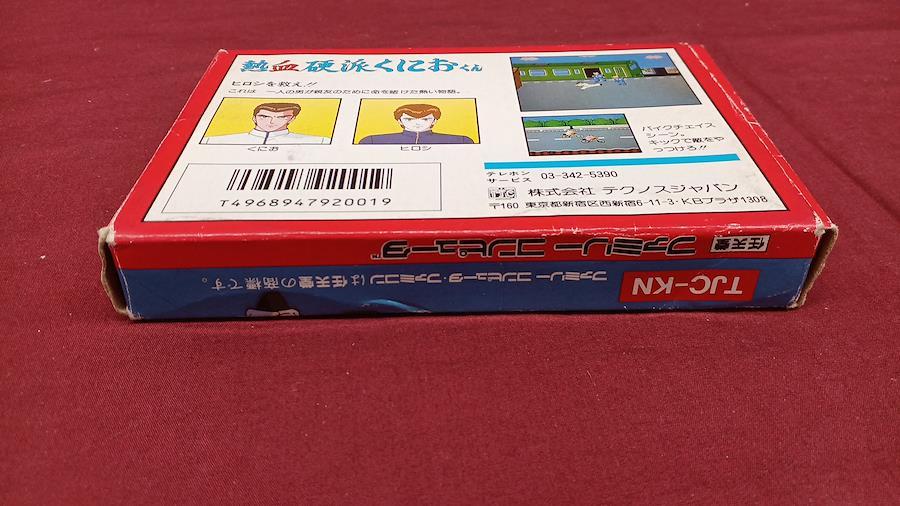 熱血硬派くにおくん
ヒロシを救え!!
これは 一人の男が親友のために命を賭けた熱い物語。
くにお
ヒロシ
バイクチェイス
シーン。
キックで敵をや
っつけろ!!
T4968947920019
テレホン
サービス 03-342-5390
株式会社 テクノスジャパン
〒160 東京都新宿区西新宿6-11-3・KBプラザ1308
任天堂 ファミリー コンピュータ
TJC-KN
ファミリー コンピュータ・ファミコンは任天堂の商標です。